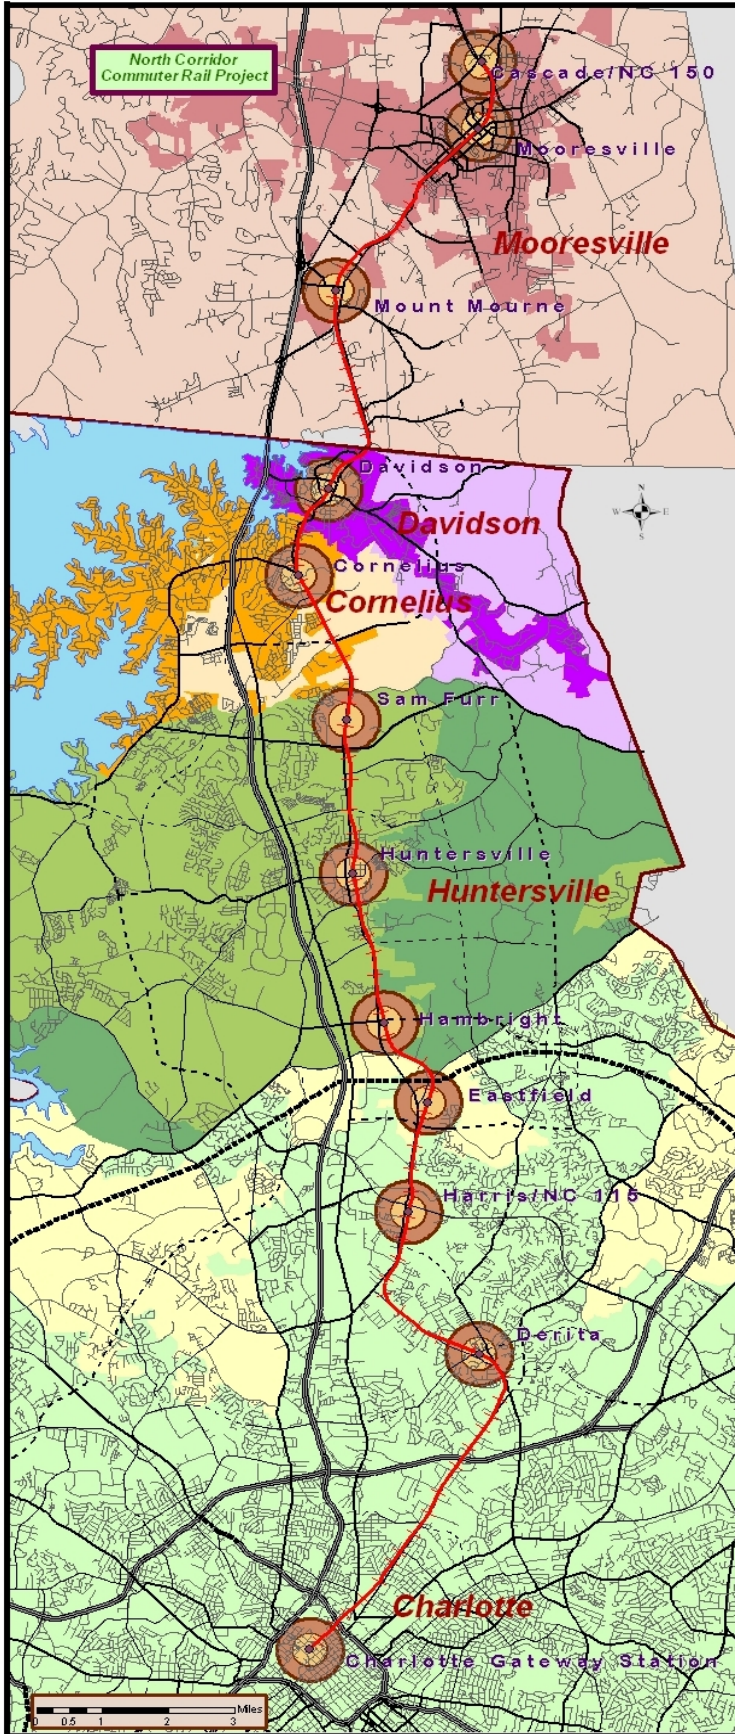 North Corridor
Commuter Rail Project
Cascade/NC 150
Mooresville
Mooresville
Mount Mourne
Davidson
N
W E
S
Davidson
Cornelius
Cornelius
Sam Furr
Huntersville
Huntersville
Hambright
Eastfield
Harris/NC 115
Derita
Charlotte
Charlotte Gateway Station
Miles
0 0.5 1 2 3